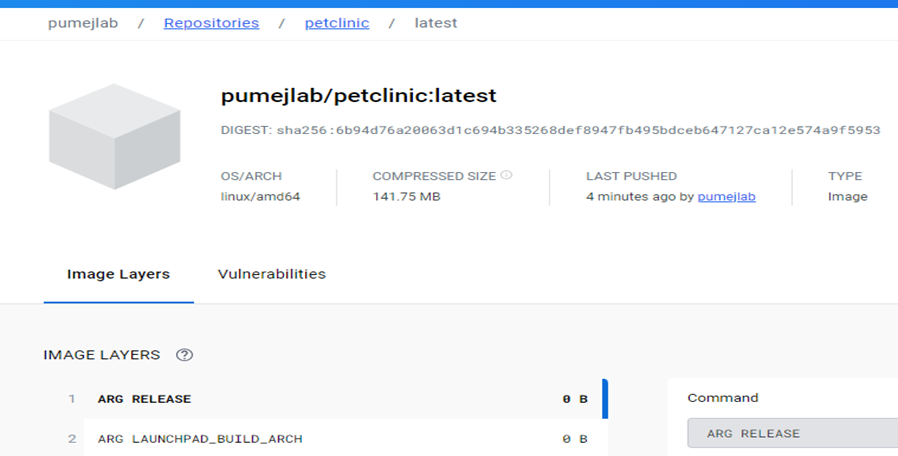 pumejlab / Repositories / petclinic / latest
pumejlab/petclinic:latest
DIGEST: sha256:6b94d76a20063d1c694b335268def8947fb495bdceb647127ca12e574a9f5953
OS/ARCH COMPRESSED SIZE LAST PUSHED TYPE
linux/amd64 141.75 MB 4 minutes ago by pumejlab Image
Image Layers Vulnerabilities
IMAGE LAYERS ?
1 ARG RELEASE 0 B
Command
ARG RELEASE
2 ARG LAUNCHPAD_BUILD_ARCH 0 B